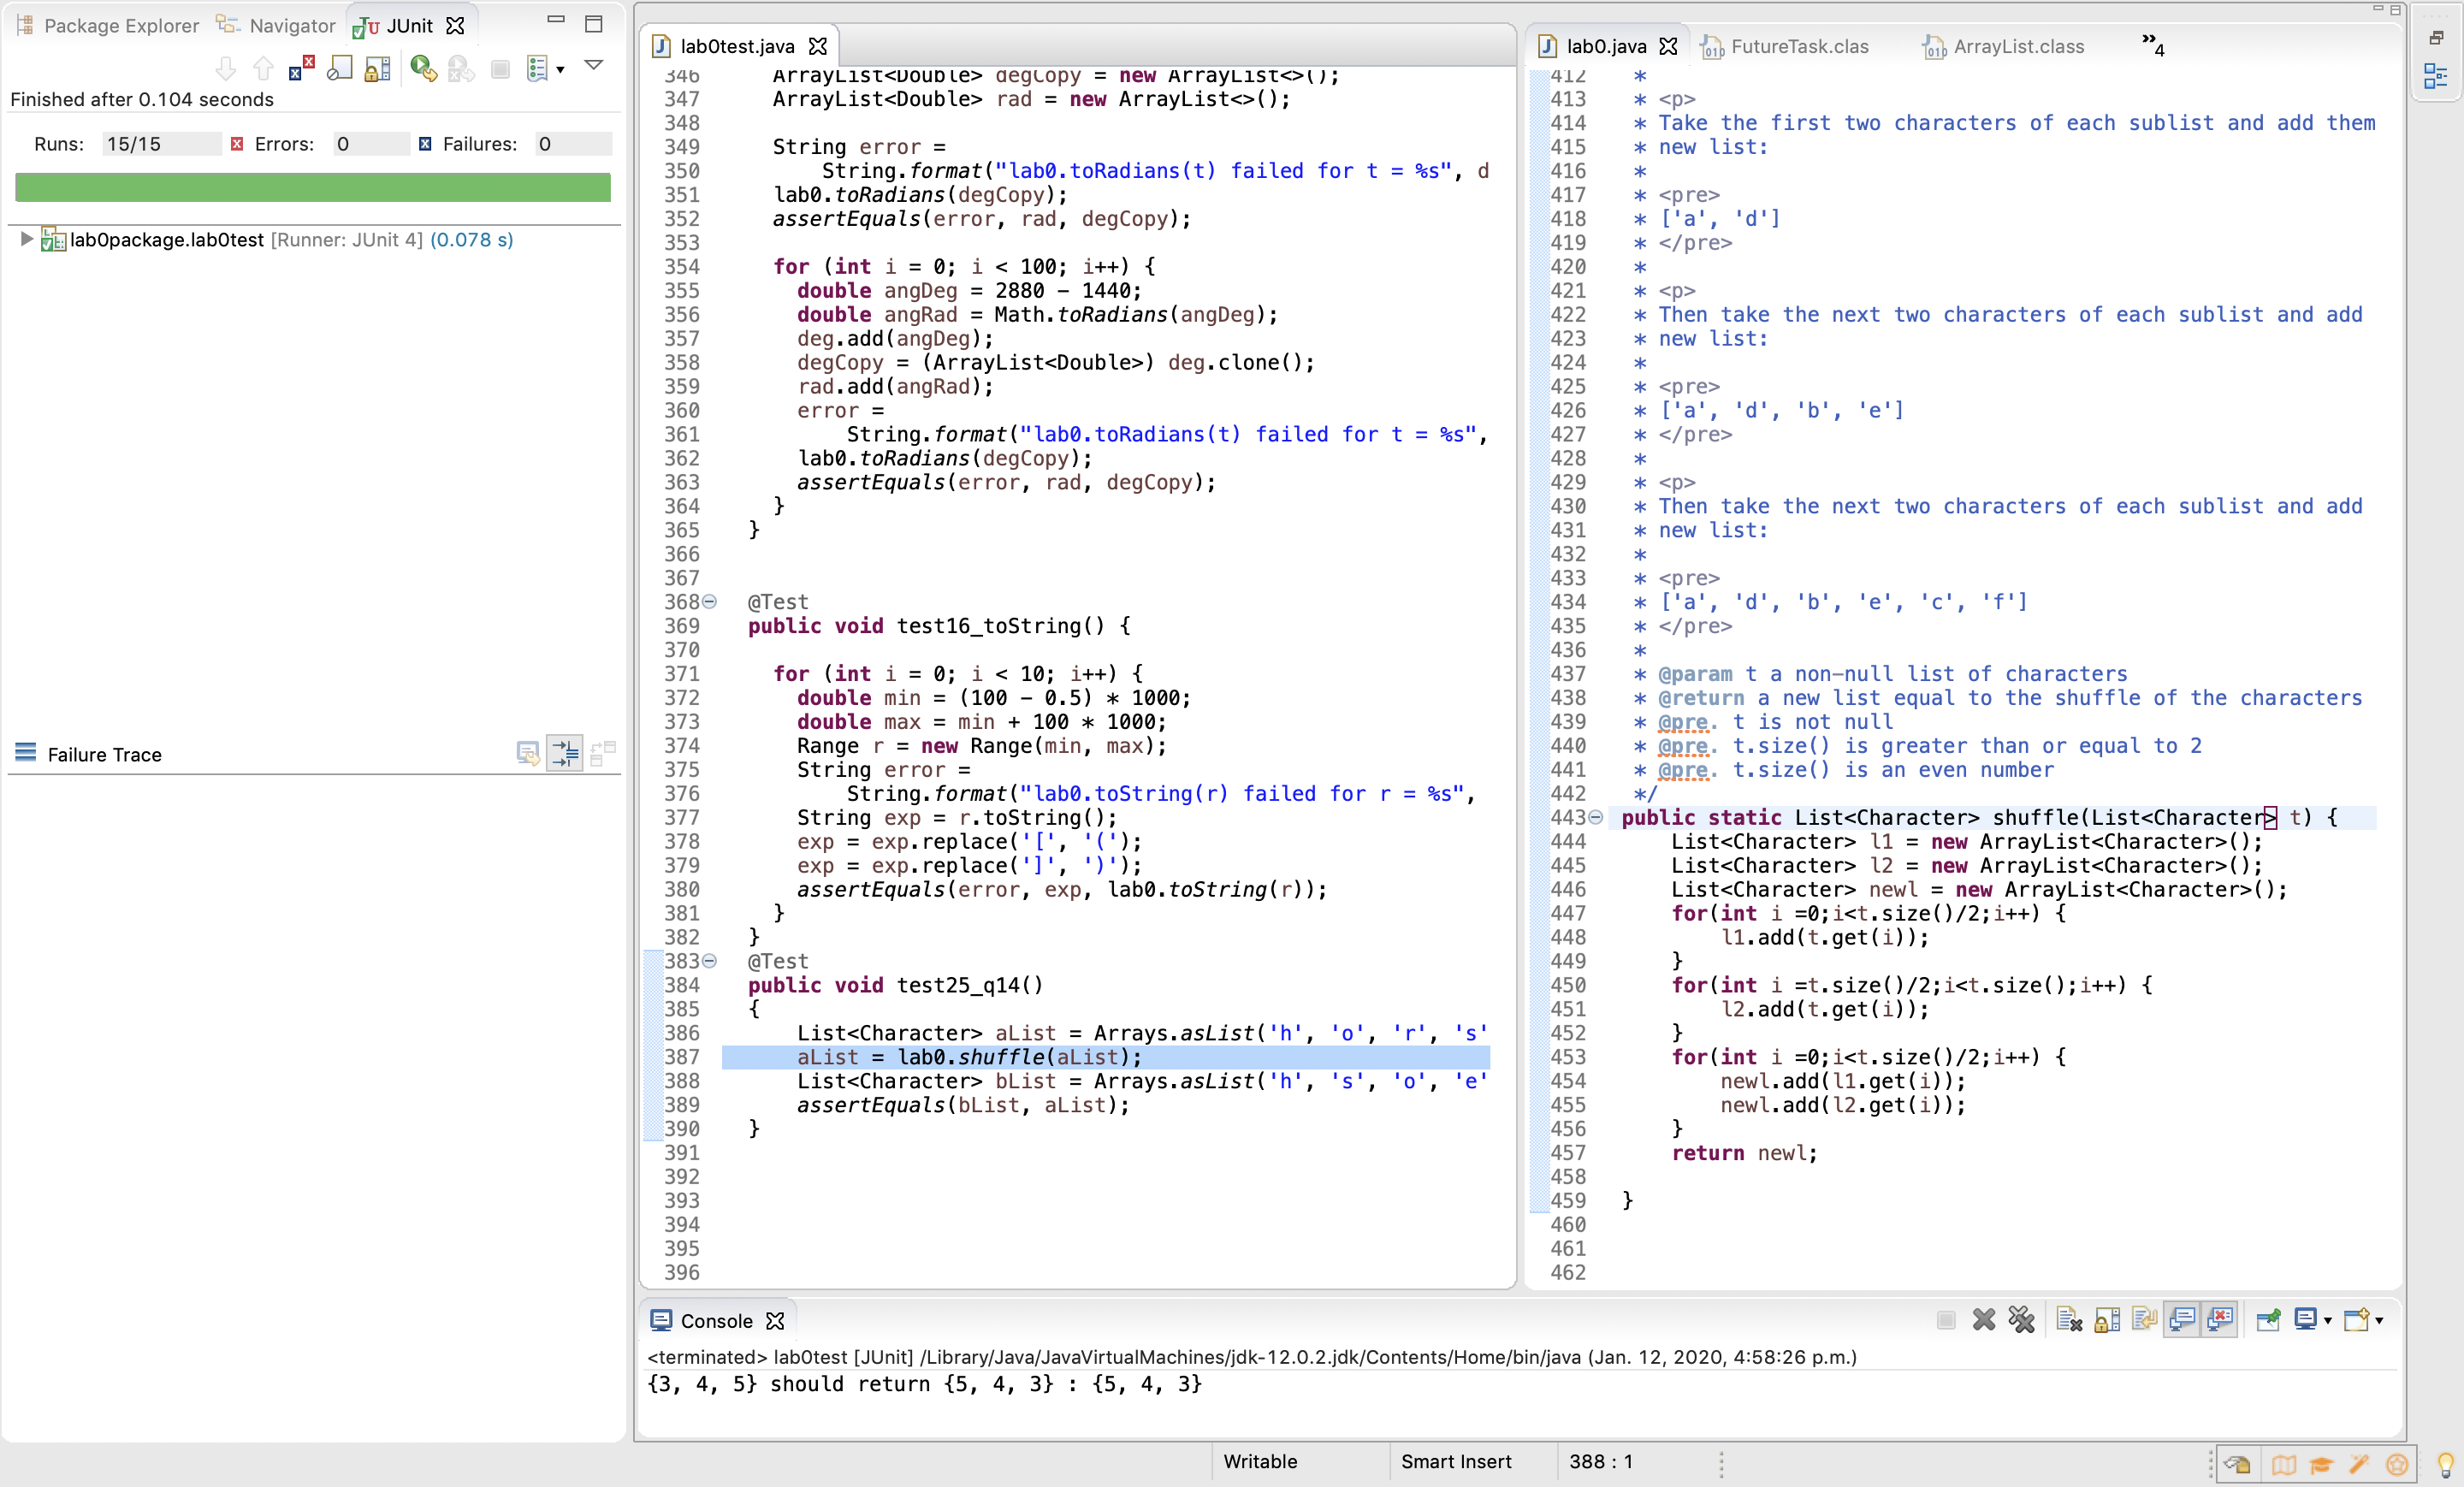 Package Explorer Navigator JUnit
Finished after 0.104 seconds
Runs: 15/15 Errors: 0 Failures: 0
lab0package.lab0test [Runner: JUnit 4] (0.078 s)
Failure Trace
lab0test.java
346 ArrayList<Double> degCopy = new ArrayList<>();
347 ArrayList<Double> rad = new ArrayList<>();
348
349 String error =
350 String.format("lab0.toRadians(t) failed for t = %s", d
351 lab0.toRadians(degCopy);
352 assertEquals(error, rad, degCopy);
353
354 for (int i = 0; i < 100; i++) {
355 double angDeg = 2880 - 1440;
356 double angRad = Math.toRadians(angDeg);
357 deg.add(angDeg);
358 degCopy = (ArrayList<Double>) deg.clone();
359 rad.add(angRad);
360 error =
361 String.format("lab0.toRadians(t) failed for t = %s",
362 lab0.toRadians(degCopy);
363 assertEquals(error, rad, degCopy);
364 }
365 }
366
367
368 @Test
369 public void test16_toString() {
370
371 for (int i = 0; i < 10; i++) {
372 double min = (100 - 0.5) * 1000;
373 double max = min + 100 * 1000;
374 Range r = new Range(min, max);
375 String error =
376 String.format("lab0.toString(r) failed for r = %s",
377 String exp = r.toString();
378 exp = exp.replace('[', '(');
379 exp = exp.replace(']', ')');
380 assertEquals(error, exp, lab0.toString(r));
381 }
382 }
383 @Test
384 public void test25_q14()
385 {
386 List<Character> aList = Arrays.asList('h', 'o', 'r', 's'
387 aList = lab0.shuffle(aList);
388 List<Character> bList = Arrays.asList('h', 's', 'o', 'e'
389 assertEquals(bList, aList);
390 }
391
392
393
394
395
396
lab0.java FutureTask.clas ArrayList.class »4
412 *
413 * <p>
414 * Take the first two characters of each sublist and add them
415 * new list:
416 *
417 * <pre>
418 * ['a', 'd']
419 * </pre>
420 *
421 * <p>
422 * Then take the next two characters of each sublist and add
423 * new list:
424 *
425 * <pre>
426 * ['a', 'd', 'b', 'e']
427 * </pre>
428 *
429 * <p>
430 * Then take the next two characters of each sublist and add
431 * new list:
432 *
433 * <pre>
434 * ['a', 'd', 'b', 'e', 'c', 'f']
435 * </pre>
436 *
437 * @param t a non-null list of characters
438 * @return a new list equal to the shuffle of the characters
439 * @pre. t is not null
440 * @pre. t.size() is greater than or equal to 2
441 * @pre. t.size() is an even number
442 */
443 public static List<Character> shuffle(List<Character> t) {
444 List<Character> l1 = new ArrayList<Character>();
445 List<Character> l2 = new ArrayList<Character>();
446 List<Character> newl = new ArrayList<Character>();
447 for(int i =0;i<t.size()/2;i++) {
448 l1.add(t.get(i));
449 }
450 for(int i =t.size()/2;i<t.size();i++) {
451 l2.add(t.get(i));
452 }
453 for(int i =0;i<t.size()/2;i++) {
454 newl.add(l1.get(i));
455 newl.add(l2.get(i));
456 }
457 return newl;
458
459 }
460
461
462
Console
<terminated> lab0test [JUnit] /Library/Java/JavaVirtualMachines/jdk-12.0.2.jdk/Contents/Home/bin/java (Jan. 12, 2020, 4:58:26 p.m.)
{3, 4, 5} should return {5, 4, 3} : {5, 4, 3}
Writable Smart Insert 388 : 1